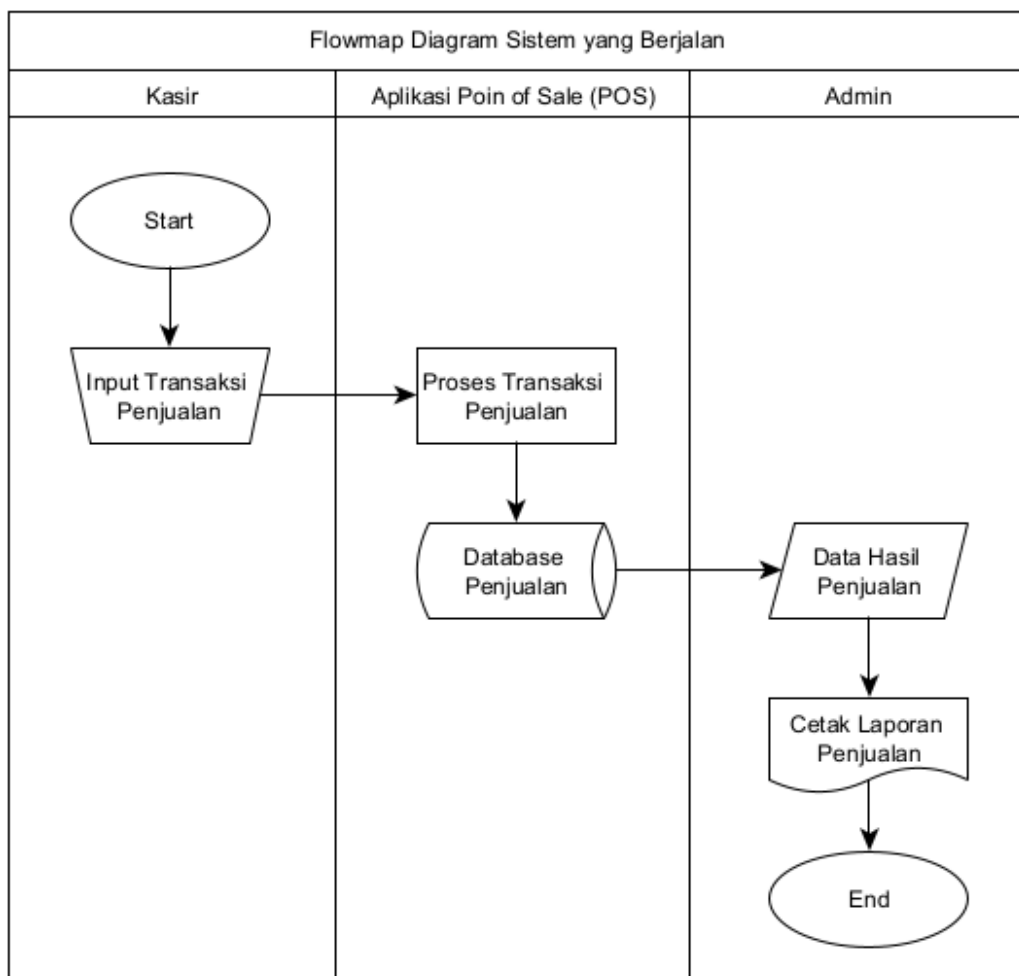 Flowmap Diagram Sistem yang Berjalan
Kasir
Aplikasi Poin of Sale (POS)
Admin
Start
Input Transaksi
Penjualan
Proses Transaksi
Penjualan
Database
Penjualan
Data Hasil
Penjualan
Cetak Laporan
Penjualan
End